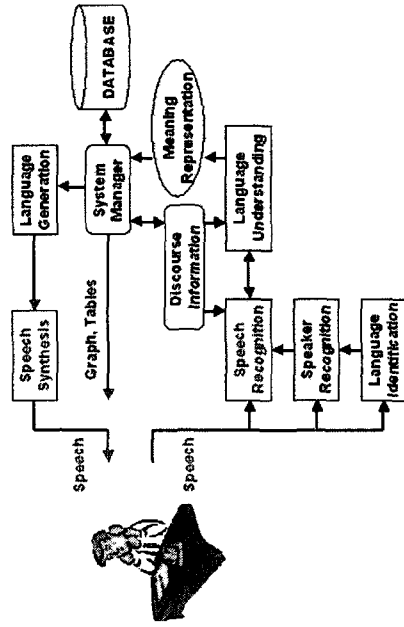 Speech
Synthesis
Language
Generation
Speech
Graph, Tables
System
Manager
DATABASE
Discourse
Information
Meaning
Representation
Speech
Speech
Recognition
Language
Understanding
Speaker
Recognition
Language
Identification